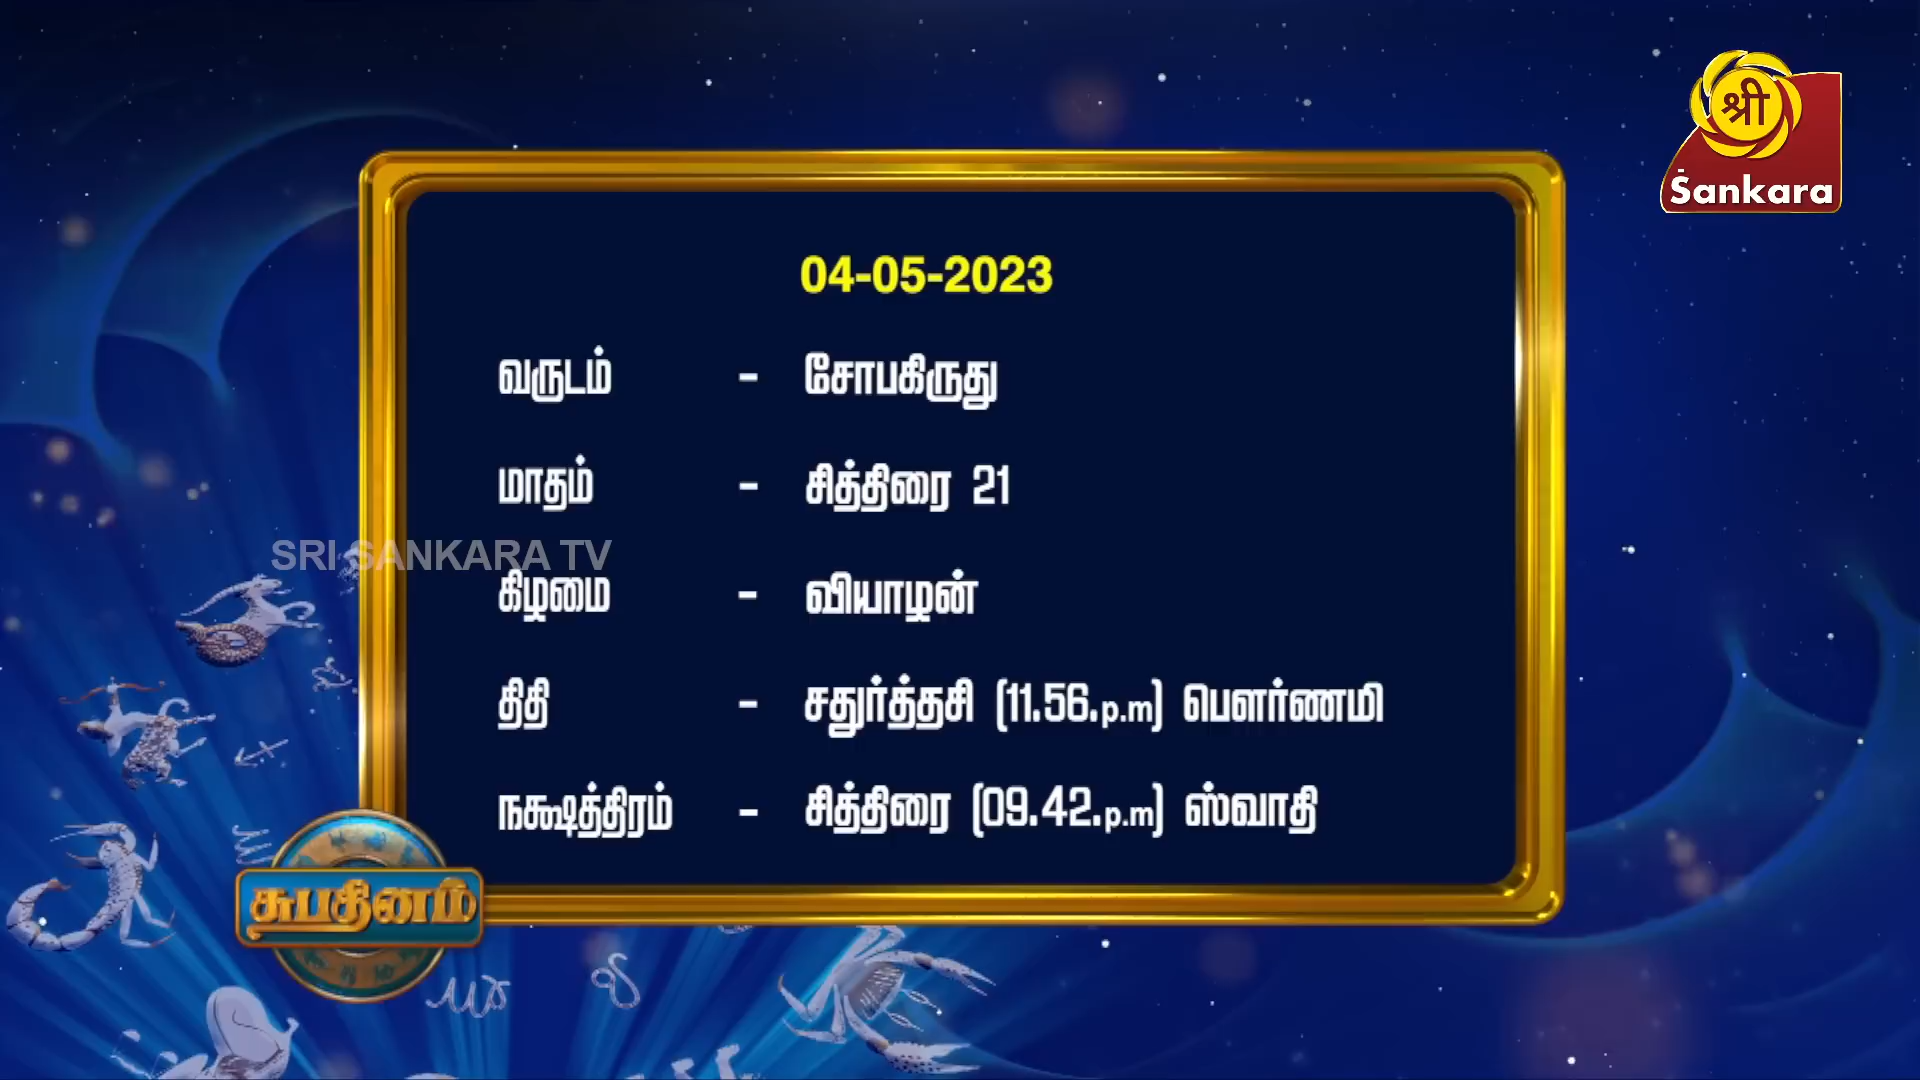 श्री
Sankara
04-05-2023
வருடம் - சோபகிருது
மாதம் - சித்திரை 21
SRI SANKARA TV
கிழமை - வியாழன்
திதி - சதுர்த்தசி (11.56.p.m) பௌர்ணமி
நக்ஷத்திரம் - சித்திரை (09.42.p.m) ஸ்வாதி
சுபதினம்